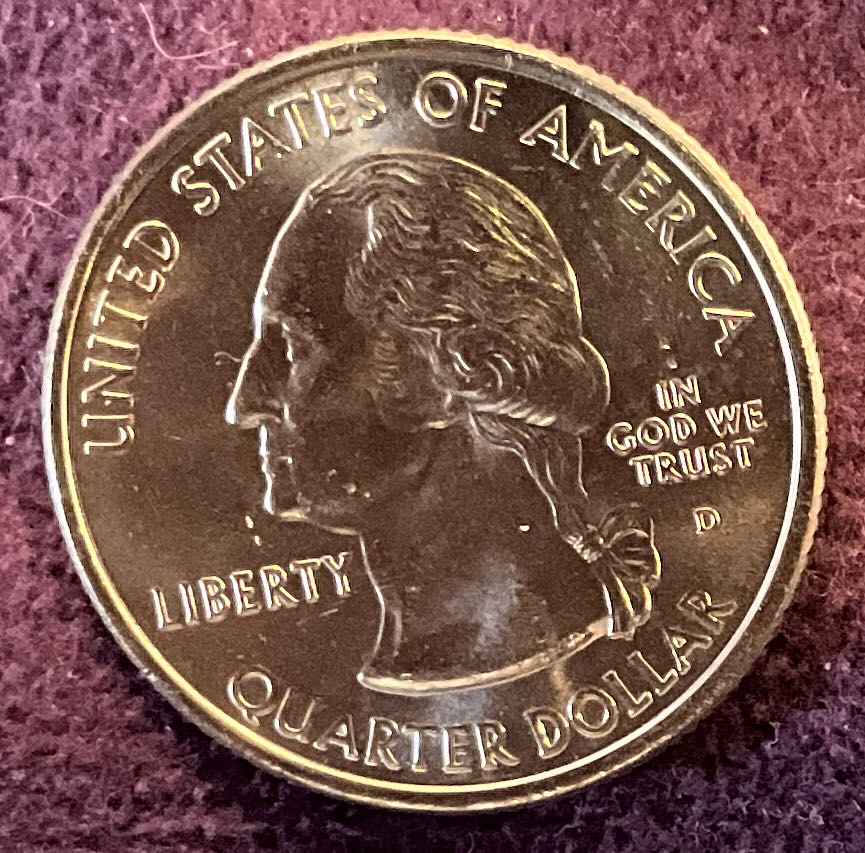 UNITED STATES OF AMERICA
LIBERTY
IN
GOD WE
TRUST
D
QUARTER DOLLAR